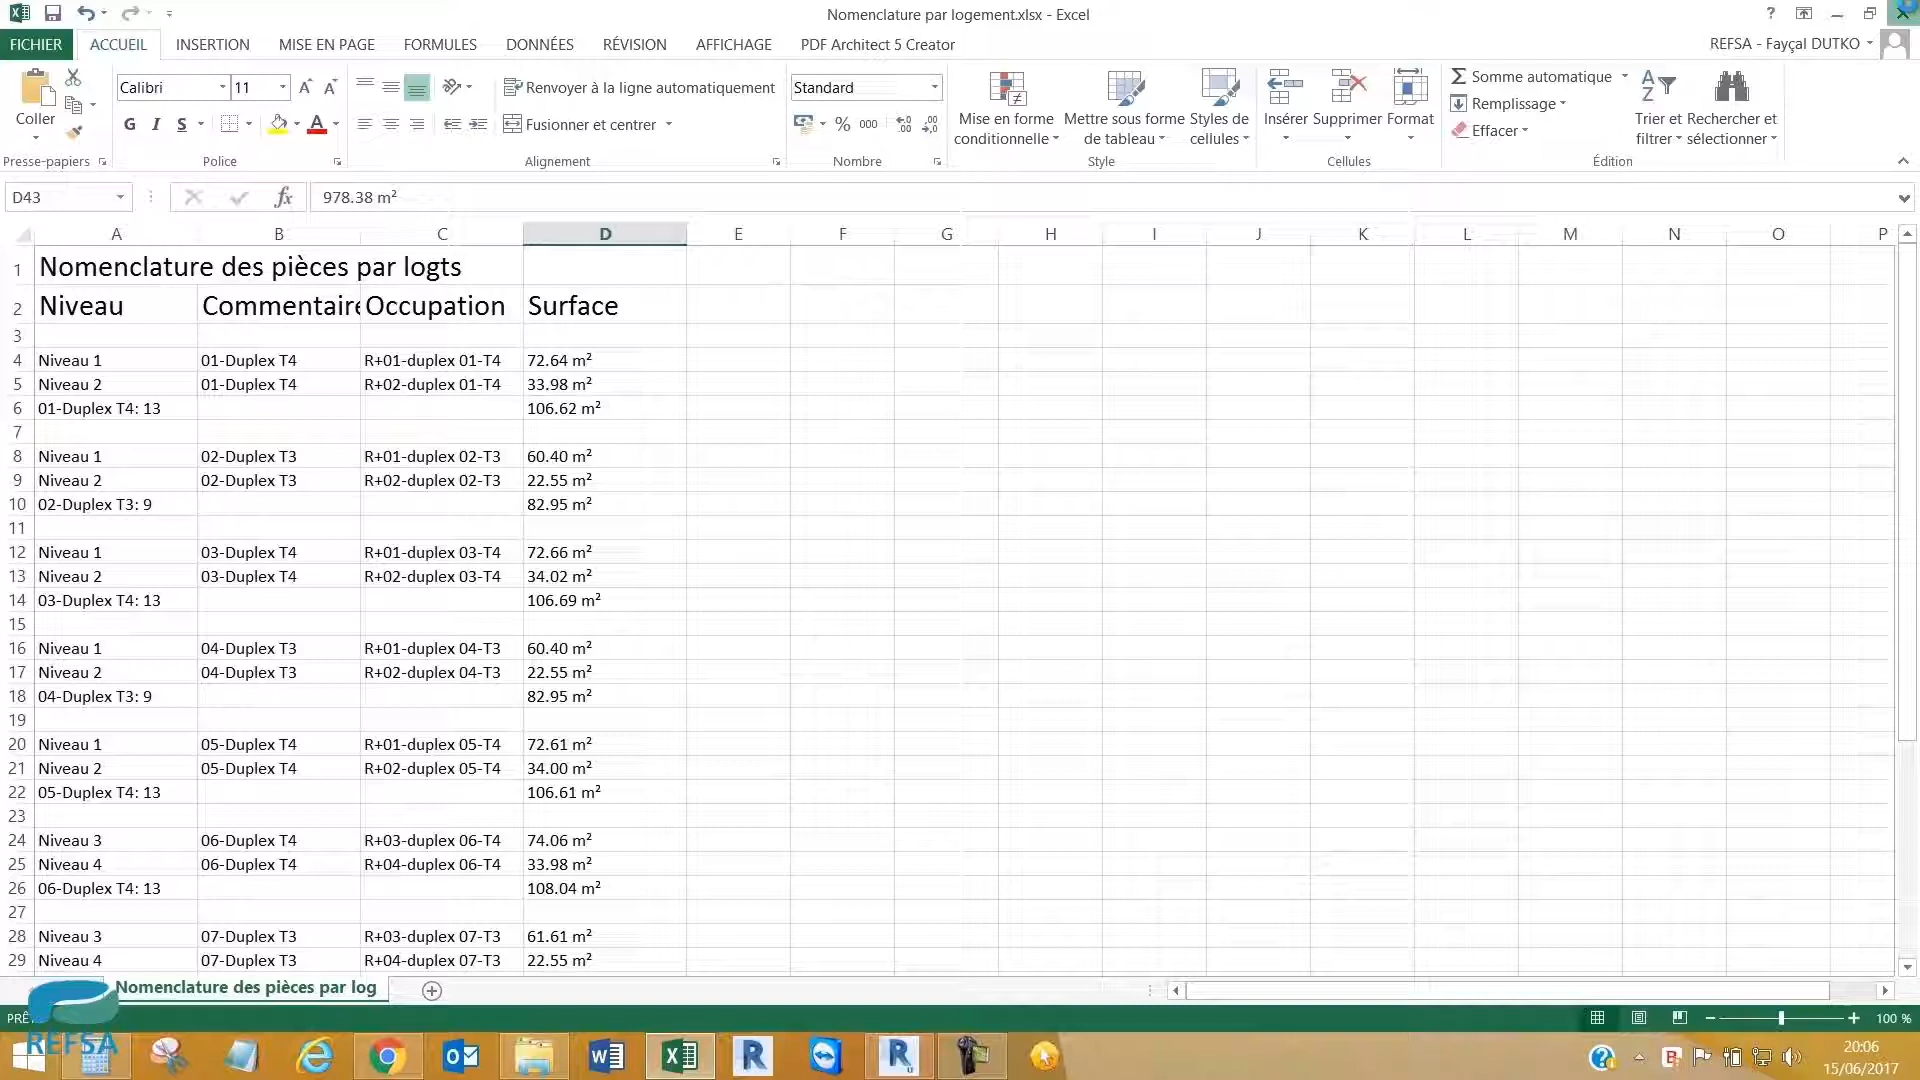 Nomenclature par logement.xlsx - Excel
FICHIER ACCUEIL INSERTION MISE EN PAGE FORMULES DONNÉES RÉVISION AFFICHAGE PDF Architect 5 Creator REFSA - Fayçal DUTKO
Coller
Presse-papiers
Calibri 11
G I S
Police
Renvoyer à la ligne automatiquement
Fusionner et centrer
Alignement
Standard
% 000
Nombre
Mise en forme conditionnelle
Mettre sous forme de tableau
Styles de cellules
Style
Insérer Supprimer Format
Cellules
Somme automatique
Remplissage
Effacer
Trier et filtrer
Rechercher et sélectionner
Édition
D43 fx 978.38 m²
A B C D E F G H I J K L M N O P
1 Nomenclature des pièces par logts
2 Niveau Commentaire Occupation Surface
3
4 Niveau 1 01-Duplex T4 R+01-duplex 01-T4 72.64 m²
5 Niveau 2 01-Duplex T4 R+02-duplex 01-T4 33.98 m²
6 01-Duplex T4: 13 106.62 m²
7
8 Niveau 1 02-Duplex T3 R+01-duplex 02-T3 60.40 m²
9 Niveau 2 02-Duplex T3 R+02-duplex 02-T3 22.55 m²
10 02-Duplex T3: 9 82.95 m²
11
12 Niveau 1 03-Duplex T4 R+01-duplex 03-T4 72.66 m²
13 Niveau 2 03-Duplex T4 R+02-duplex 03-T4 34.02 m²
14 03-Duplex T4: 13 106.69 m²
15
16 Niveau 1 04-Duplex T3 R+01-duplex 04-T3 60.40 m²
17 Niveau 2 04-Duplex T3 R+02-duplex 04-T3 22.55 m²
18 04-Duplex T3: 9 82.95 m²
19
20 Niveau 1 05-Duplex T4 R+01-duplex 05-T4 72.61 m²
21 Niveau 2 05-Duplex T4 R+02-duplex 05-T4 34.00 m²
22 05-Duplex T4: 13 106.61 m²
23
24 Niveau 3 06-Duplex T4 R+03-duplex 06-T4 74.06 m²
25 Niveau 4 06-Duplex T4 R+04-duplex 06-T4 33.98 m²
26 06-Duplex T4: 13 108.04 m²
27
28 Niveau 3 07-Duplex T3 R+03-duplex 07-T3 61.61 m²
29 Niveau 4 07-Duplex T3 R+04-duplex 07-T3 22.55 m²
Nomenclature des pièces par log
100 %
REFSA
20:06
15/06/2017